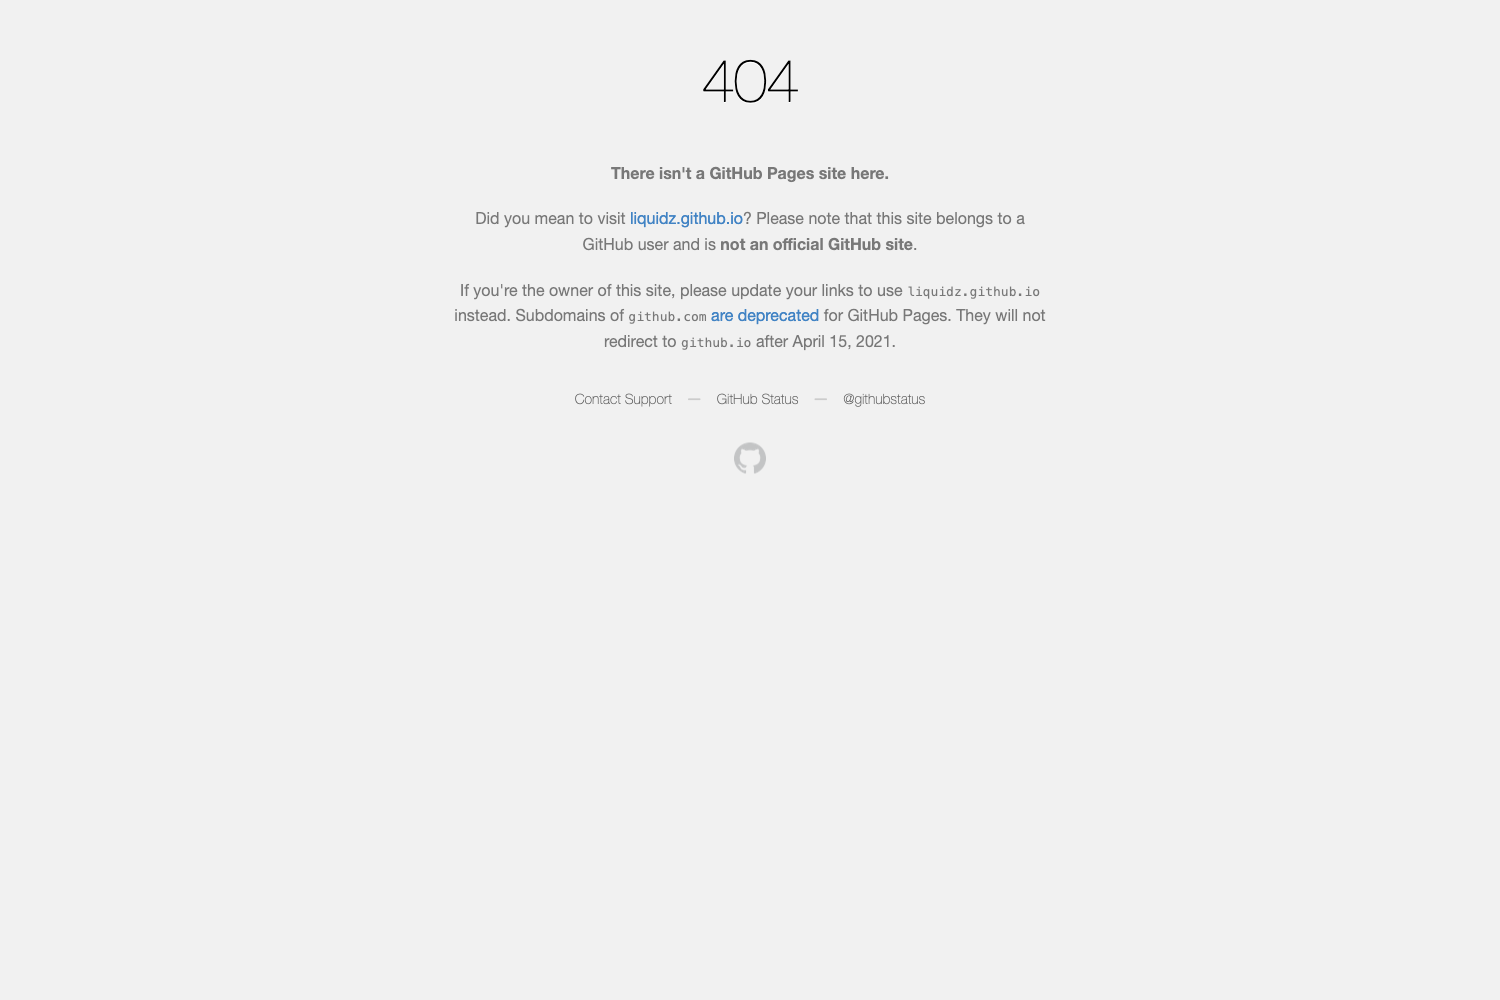 404
There isn't a GitHub Pages site here.
Did you mean to visit liquidz.github.io? Please note that this site belongs to a
GitHub user and is not an official GitHub site.
If you're the owner of this site, please update your links to use liquidz.github.io
instead. Subdomains of github.com are deprecated for GitHub Pages. They will not
redirect to github.io after April 15, 2021.
Contact Support — GitHub Status — @githubstatus